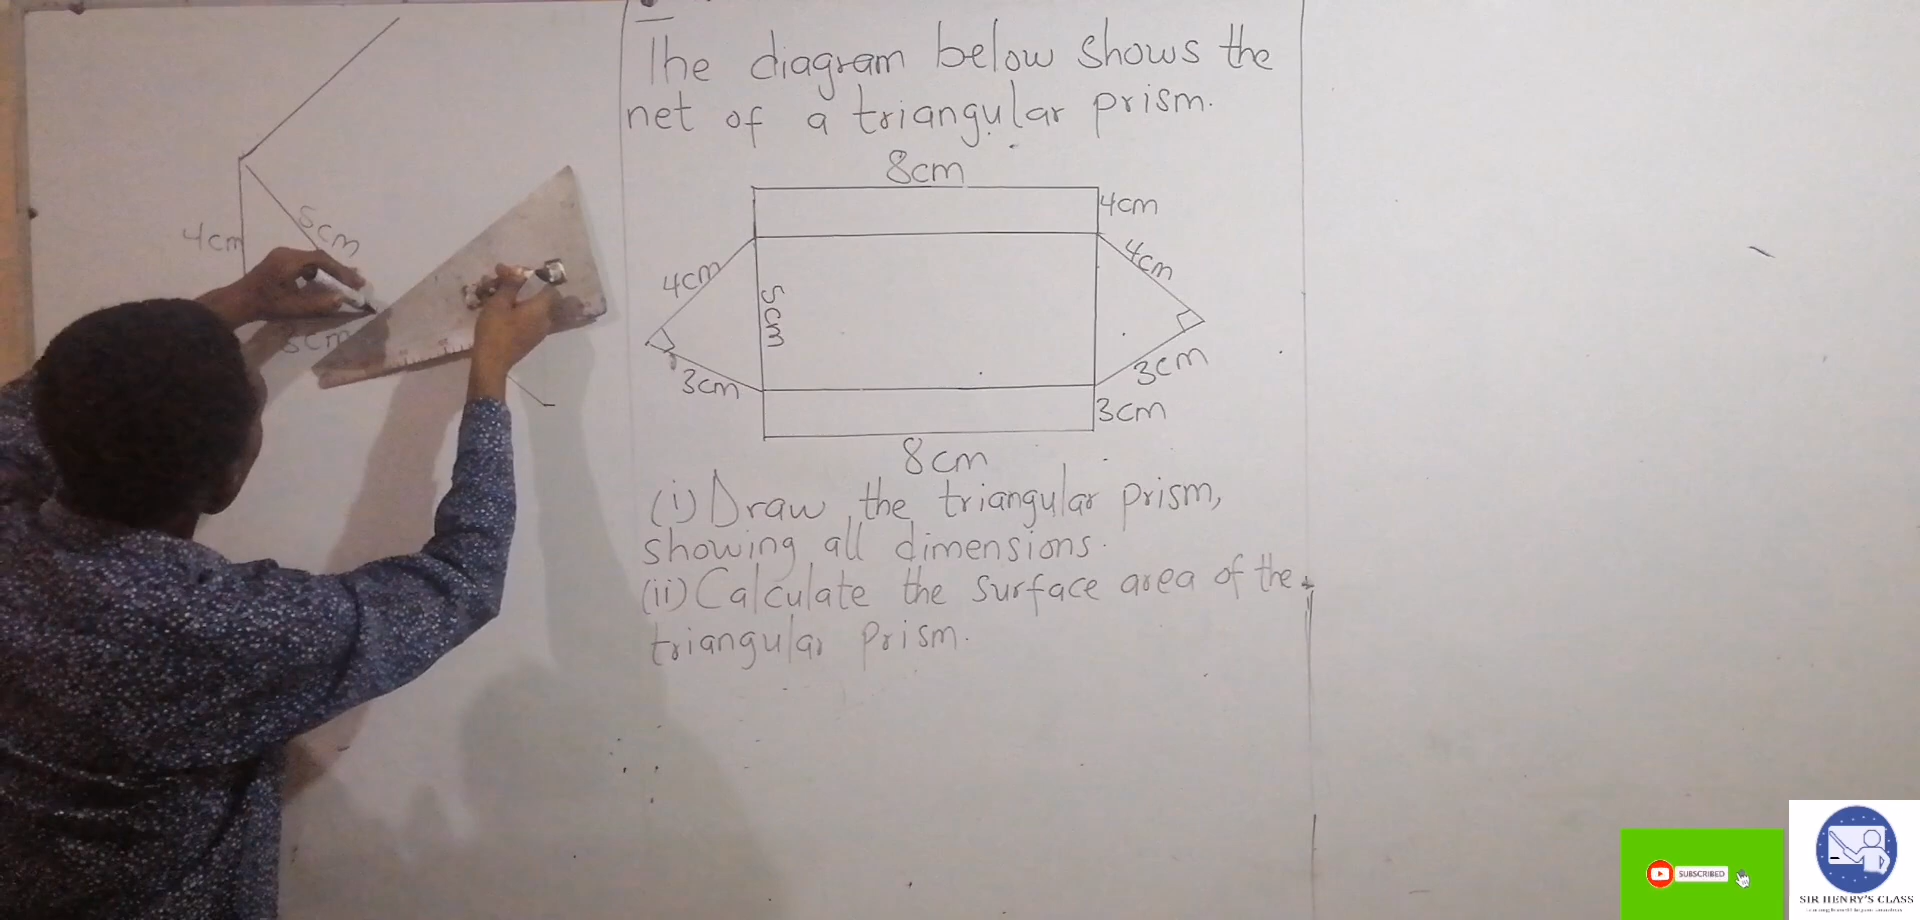 The diagram below shows the
net of a triangular prism.
8cm
4cm
4cm
4cm
5cm
3cm
3cm
3cm
8cm
(i) Draw the triangular prism,
showing all dimensions.
(ii) Calculate the surface area of the
triangular prism.
4cm
5cm
3cm
SUBSCRIBED
SIR HENRY'S CLASS